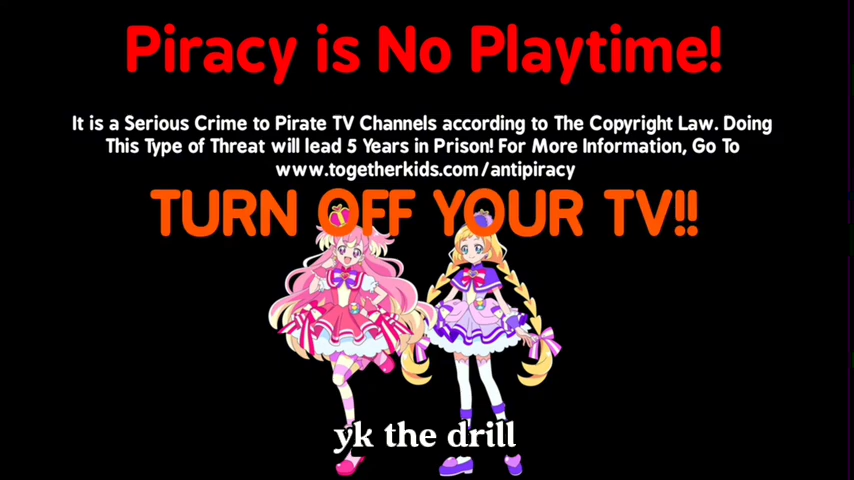 Piracy is No Playtime!
It is a Serious Crime to Pirate TV Channels according to The Copyright Law. Doing
This Type of Threat will lead 5 Years in Prison! For More Information, Go To
www.togetherkids.com/antipiracy
TURN OFF YOUR TV!!
yk the drill